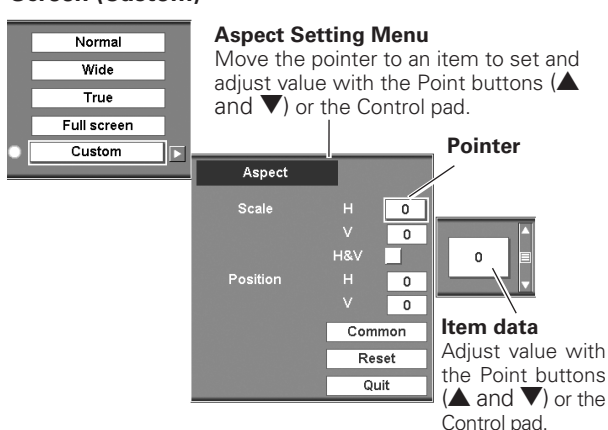 Screen (Custom)
Normal
Wide
True
Full screen
Custom
Aspect Setting Menu
Move the pointer to an item to set and
adjust value with the Point buttons (▲
and ▼) or the Control pad.
Pointer
Aspect
Scale H 0
V 0
H&V
Position H 0
V 0
Common
Reset
Quit
0
Item data
Adjust value with
the Point buttons
(▲ and ▼) or the
Control pad.